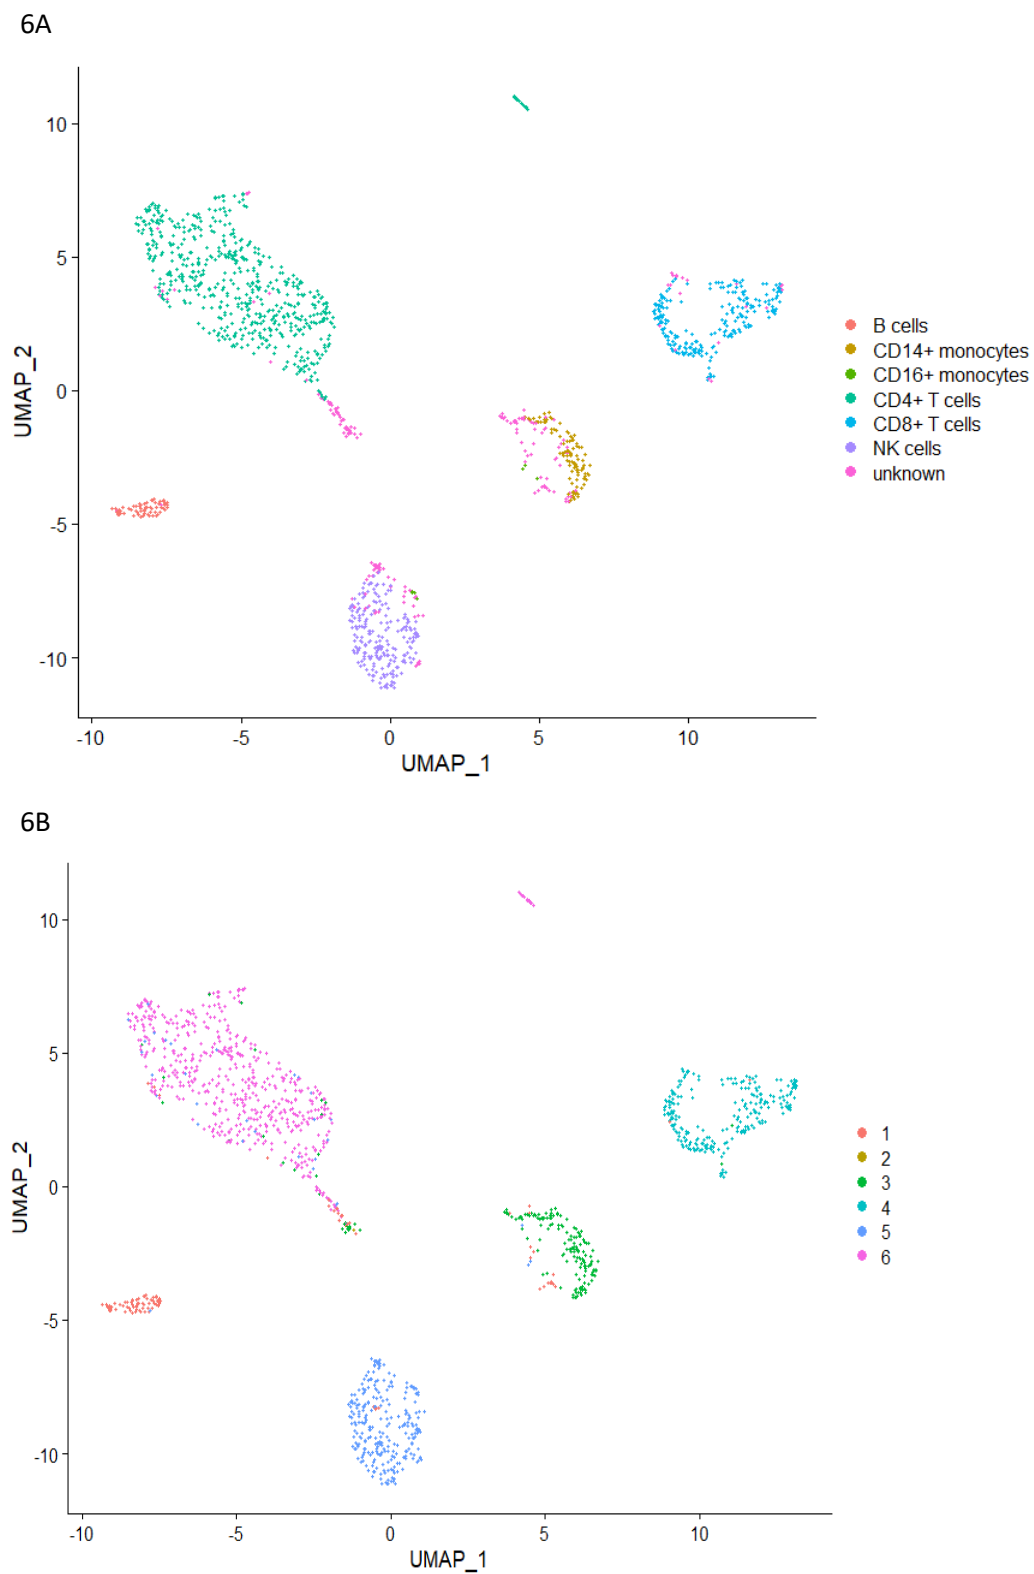 6A
10
5
0
-5
-10
UMAP_2
-10 -5 0 5 10
UMAP_1
B cells
CD14+ monocytes
CD16+ monocytes
CD4+ T cells
CD8+ T cells
NK cells
unknown
6B
10
5
0
-5
-10
UMAP_2
-10 -5 0 5 10
UMAP_1
1
2
3
4
5
6